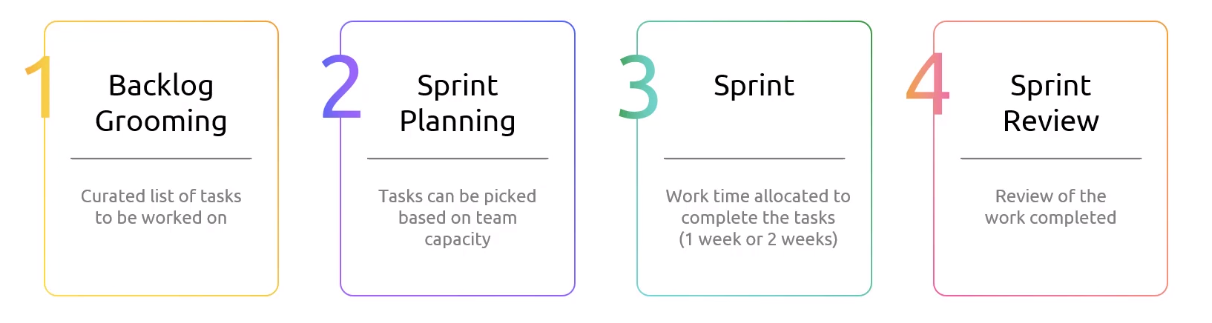 1
Backlog
Grooming
Curated list of tasks
to be worked on
2
Sprint
Planning
Tasks can be picked
based on team
capacity
3
Sprint
Work time allocated to
complete the tasks
(1 week or 2 weeks)
4
Sprint
Review
Review of the
work completed